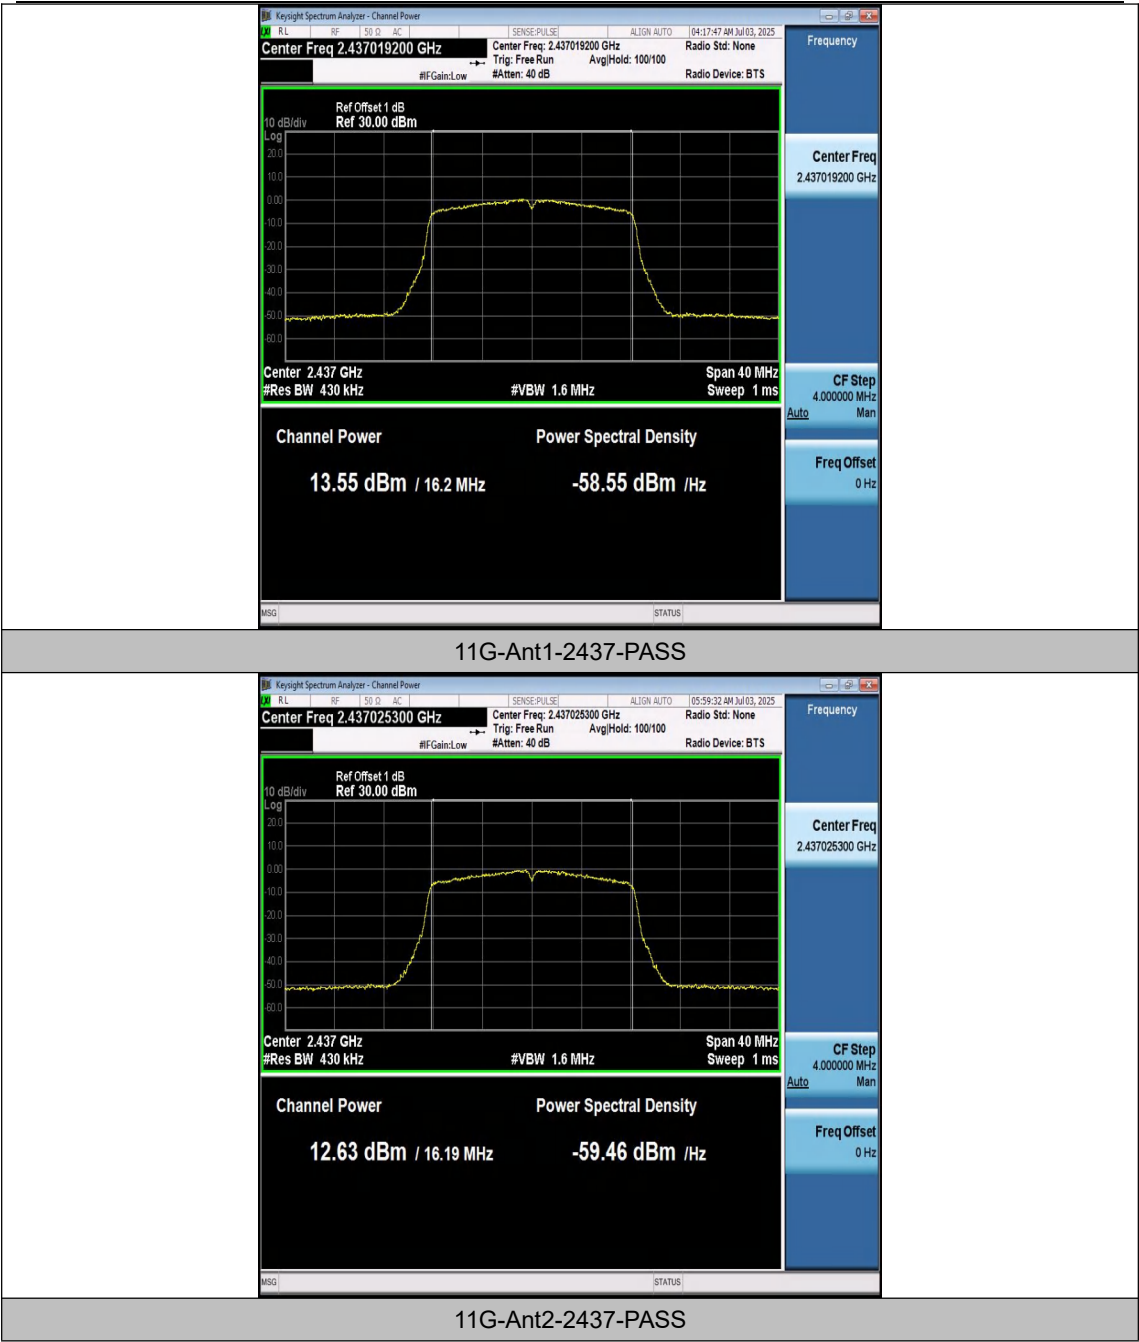 Keysight Spectrum Analyzer - Channel Power
RL RF 50 Ω AC SENSE:PULSE ALIGN AUTO 04:17:47 AM Jul 03, 2025
Center Freq 2.437019200 GHz
Center Freq: 2.437019200 GHz Radio Std: None
Trig: Free Run Avg|Hold: 100/100
#IFGain:Low #Atten: 40 dB Radio Device: BTS
Frequency
Ref Offset 1 dB
10 dB/div Ref 30.00 dBm
Log
20.0
10.0
0.00
-10.0
-20.0
-30.0
-40.0
-50.0
-60.0
Center Freq
2.437019200 GHz
Center 2.437 GHz Span 40 MHz
#Res BW 430 kHz #VBW 1.6 MHz Sweep 1 ms
CF Step
4.000000 MHz
Auto Man
Channel Power Power Spectral Density
Freq Offset
0 Hz
13.55 dBm / 16.2 MHz -58.55 dBm /Hz
MSG STATUS
11G-Ant1-2437-PASS
Keysight Spectrum Analyzer - Channel Power
RL RF 50 Ω AC SENSE:PULSE ALIGN AUTO 05:59:32 AM Jul 03, 2025
Center Freq 2.437025300 GHz
Center Freq: 2.437025300 GHz Radio Std: None
Trig: Free Run Avg|Hold: 100/100
#IFGain:Low #Atten: 40 dB Radio Device: BTS
Frequency
Ref Offset 1 dB
10 dB/div Ref 30.00 dBm
Log
20.0
10.0
0.00
-10.0
-20.0
-30.0
-40.0
-50.0
-60.0
Center Freq
2.437025300 GHz
Center 2.437 GHz Span 40 MHz
#Res BW 430 kHz #VBW 1.6 MHz Sweep 1 ms
CF Step
4.000000 MHz
Auto Man
Channel Power Power Spectral Density
Freq Offset
0 Hz
12.63 dBm / 16.19 MHz -59.46 dBm /Hz
MSG STATUS
11G-Ant2-2437-PASS